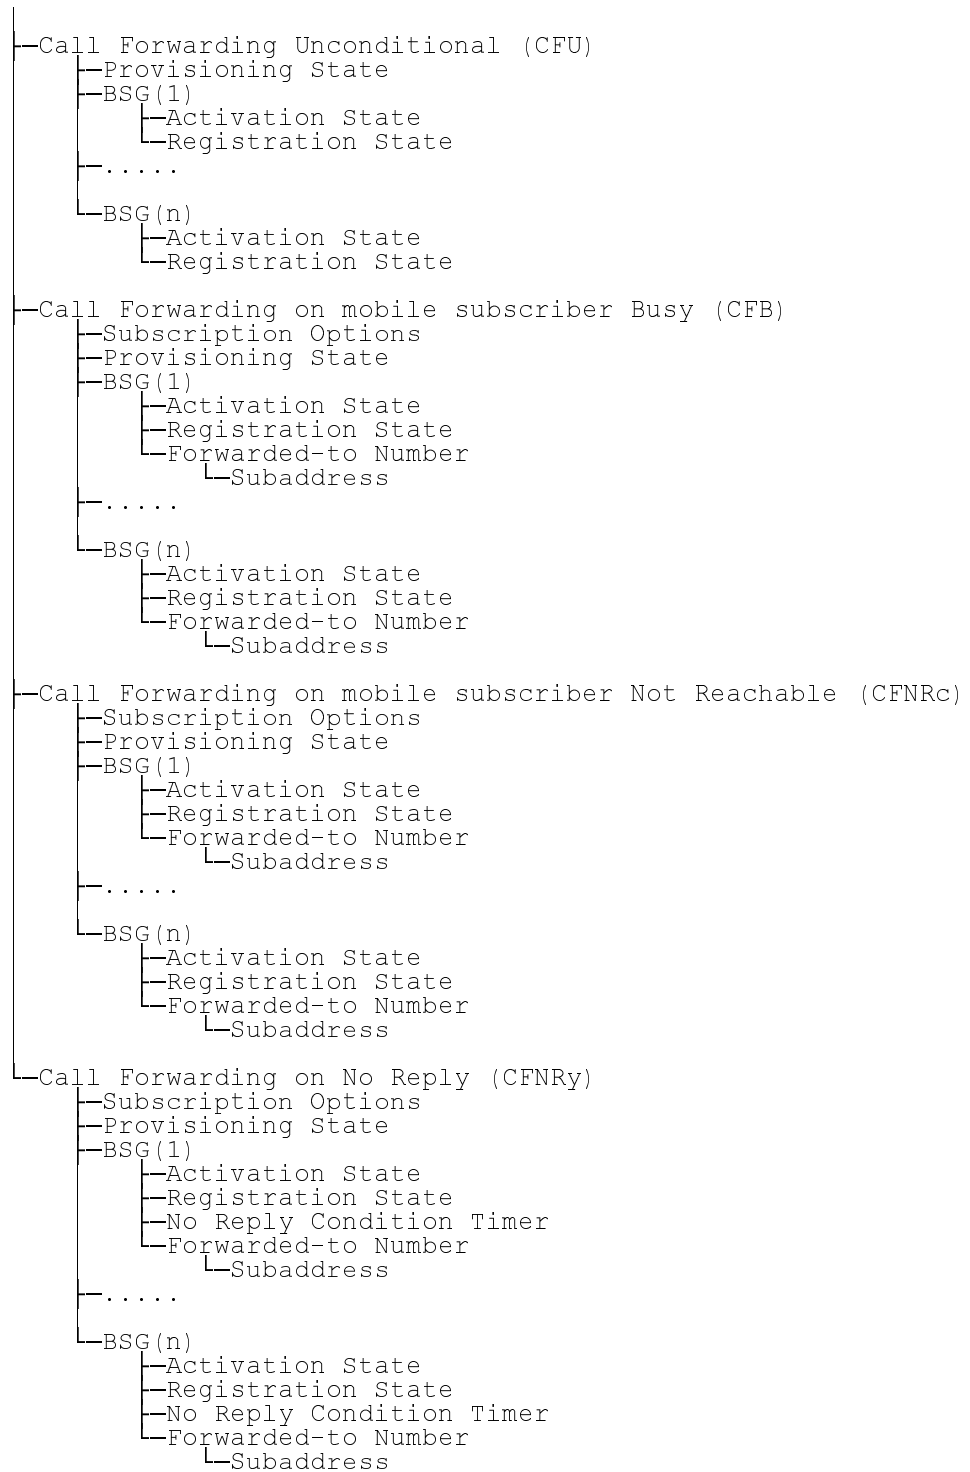 Call Forwarding Unconditional (CFU)
Provisioning State
BSG(1)
Activation State
Registration State
.....
BSG(n)
Activation State
Registration State
Call Forwarding on mobile subscriber Busy (CFB)
Subscription Options
Provisioning State
BSG(1)
Activation State
Registration State
Forwarded-to Number
Subaddress
.....
BSG(n)
Activation State
Registration State
Forwarded-to Number
Subaddress
Call Forwarding on mobile subscriber Not Reachable (CFNRc)
Subscription Options
Provisioning State
BSG(1)
Activation State
Registration State
Forwarded-to Number
Subaddress
.....
BSG(n)
Activation State
Registration State
Forwarded-to Number
Subaddress
Call Forwarding on No Reply (CFNRy)
Subscription Options
Provisioning State
BSG(1)
Activation State
Registration State
No Reply Condition Timer
Forwarded-to Number
Subaddress
.....
BSG(n)
Activation State
Registration State
No Reply Condition Timer
Forwarded-to Number
Subaddress